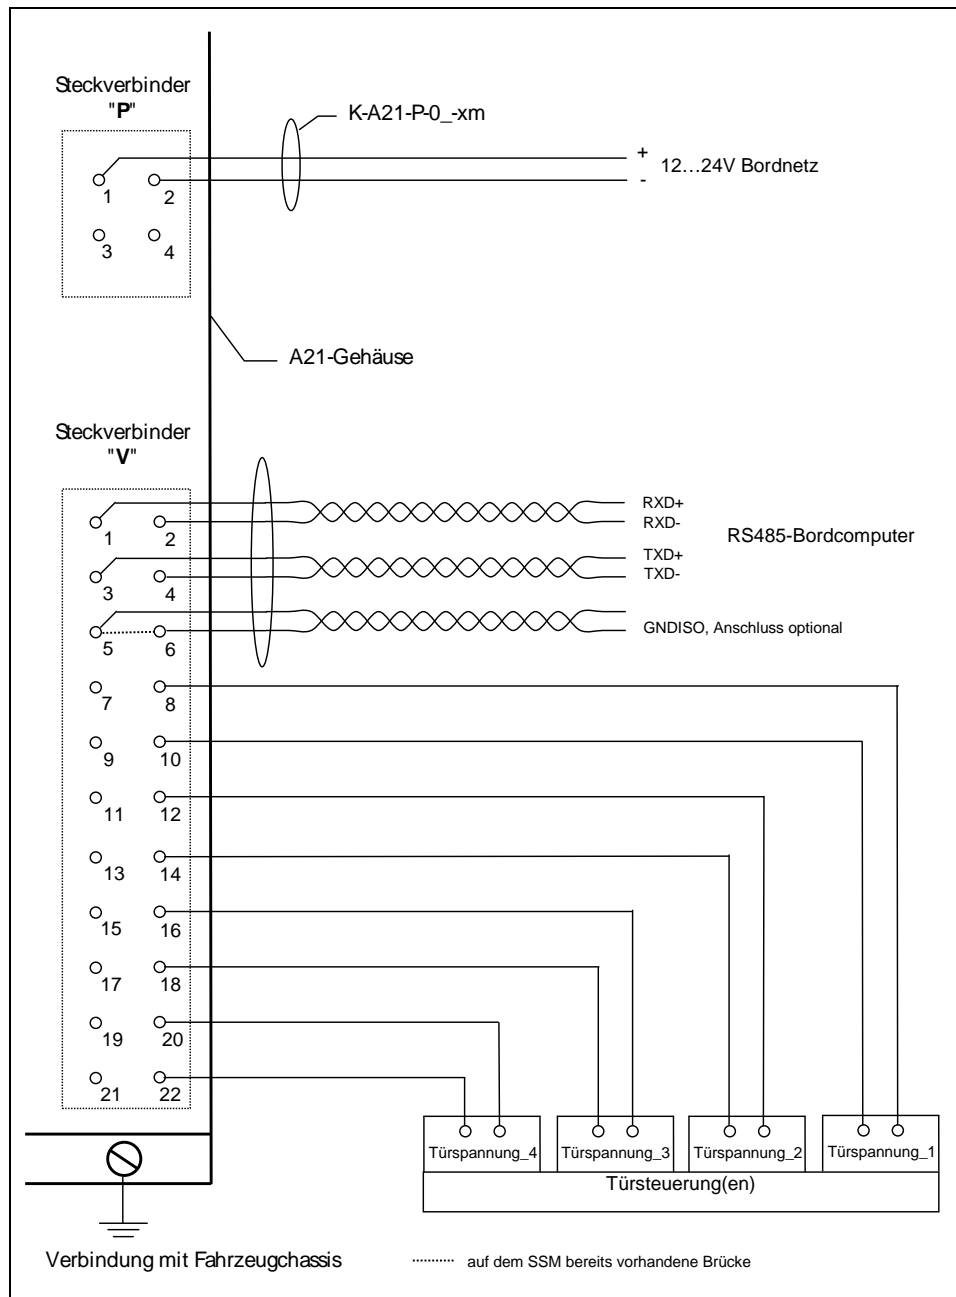 Steckverbinder
"P"
K-A21-P-0_-xm
+
12...24V Bordnetz
-
1
2
3
4
A21-Gehäuse
Steckverbinder
"V"
RXD+
RXD-
RS485-Bordcomputer
TXD+
TXD-
GNDISO, Anschluss optional
1
2
3
4
5
6
7
8
9
10
11
12
13
14
15
16
17
18
19
20
21
22
Türspannung_4
Türspannung_3
Türspannung_2
Türspannung_1
Türsteuerung(en)
Verbindung mit Fahrzeugchassis
auf dem SSM bereits vorhandene Brücke